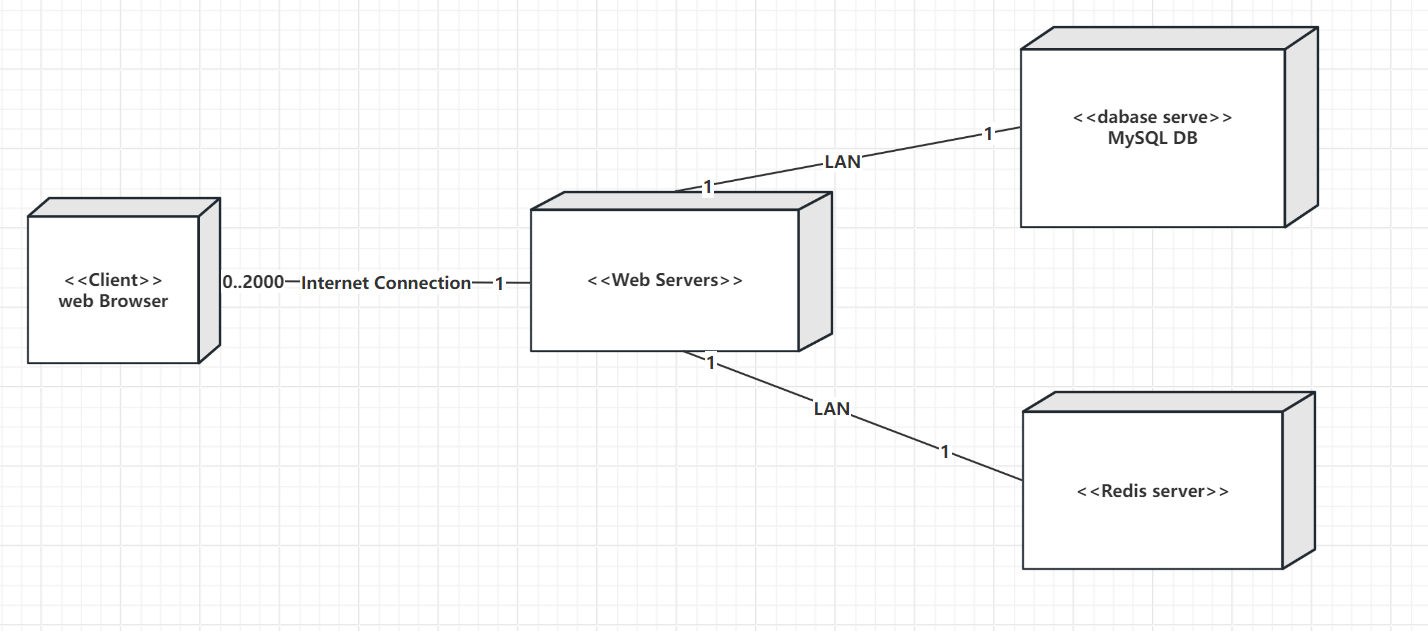 <<dabase serve>>
MySQL DB
1
LAN
1
<<Client>>
web Browser
0..2000
Internet Connection
1
<<Web Servers>>
1
LAN
1
<<Redis server>>